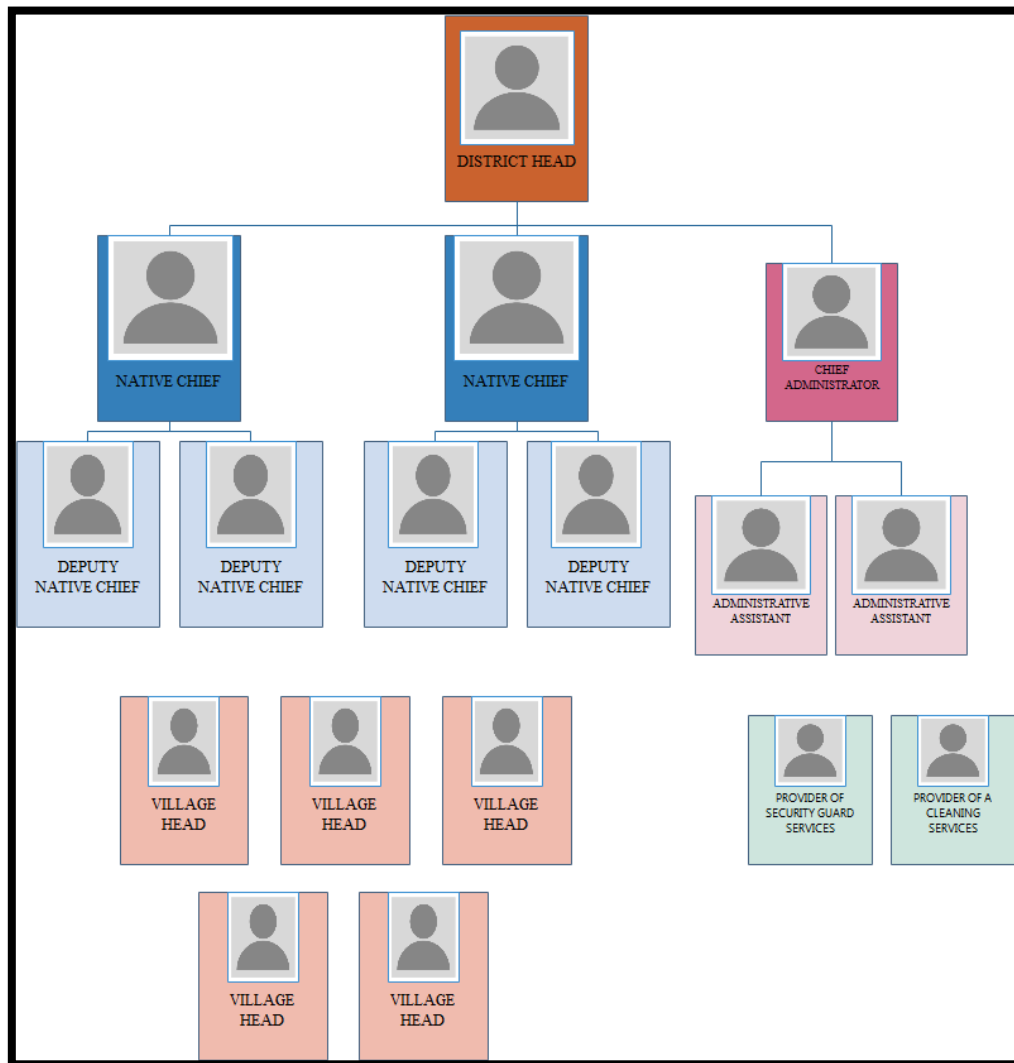 DISTRICT HEAD
NATIVE CHIEF
NATIVE CHIEF
CHIEF
ADMINISTRATOR
DEPUTY
NATIVE CHIEF
DEPUTY
NATIVE CHIEF
DEPUTY
NATIVE CHIEF
DEPUTY
NATIVE CHIEF
ADMINISTRATIVE
ASSISTANT
ADMINISTRATIVE
ASSISTANT
VILLAGE
HEAD
VILLAGE
HEAD
VILLAGE
HEAD
PROVIDER OF
SECURITY GUARD
SERVICES
PROVIDER OF A
CLEANING
SERVICES
VILLAGE
HEAD
VILLAGE
HEAD